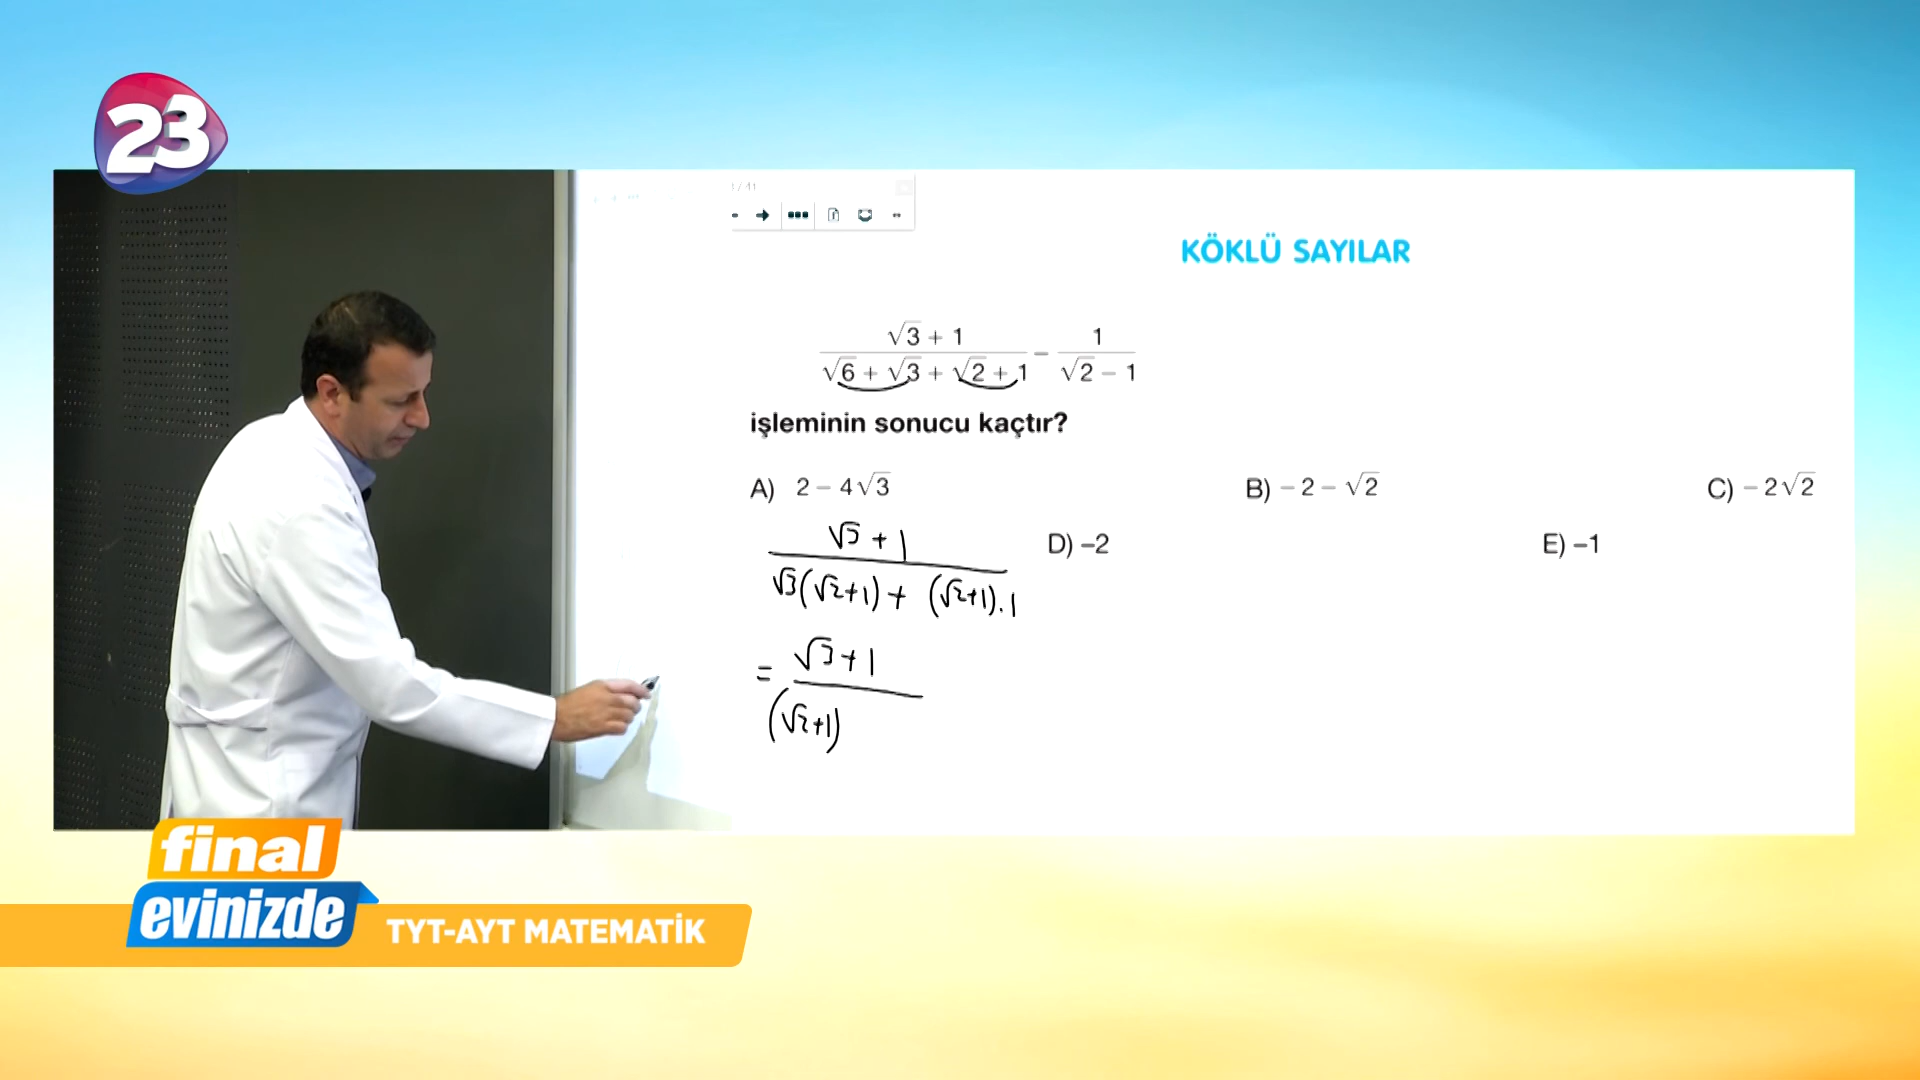 23
1 / 41
KÖKLÜ SAYILAR
√3 + 1 / √6 + √3 + √2 + 1 − 1 / √2 − 1
işleminin sonucu kaçtır?
A) 2 − 4√3
B) −2 − √2
C) −2√2
D) −2
E) −1
√3 + 1
√3(√2+1) + (√2+1).1
= √3 + 1
(√2+1)
final
evinizde
TYT-AYT MATEMATİK